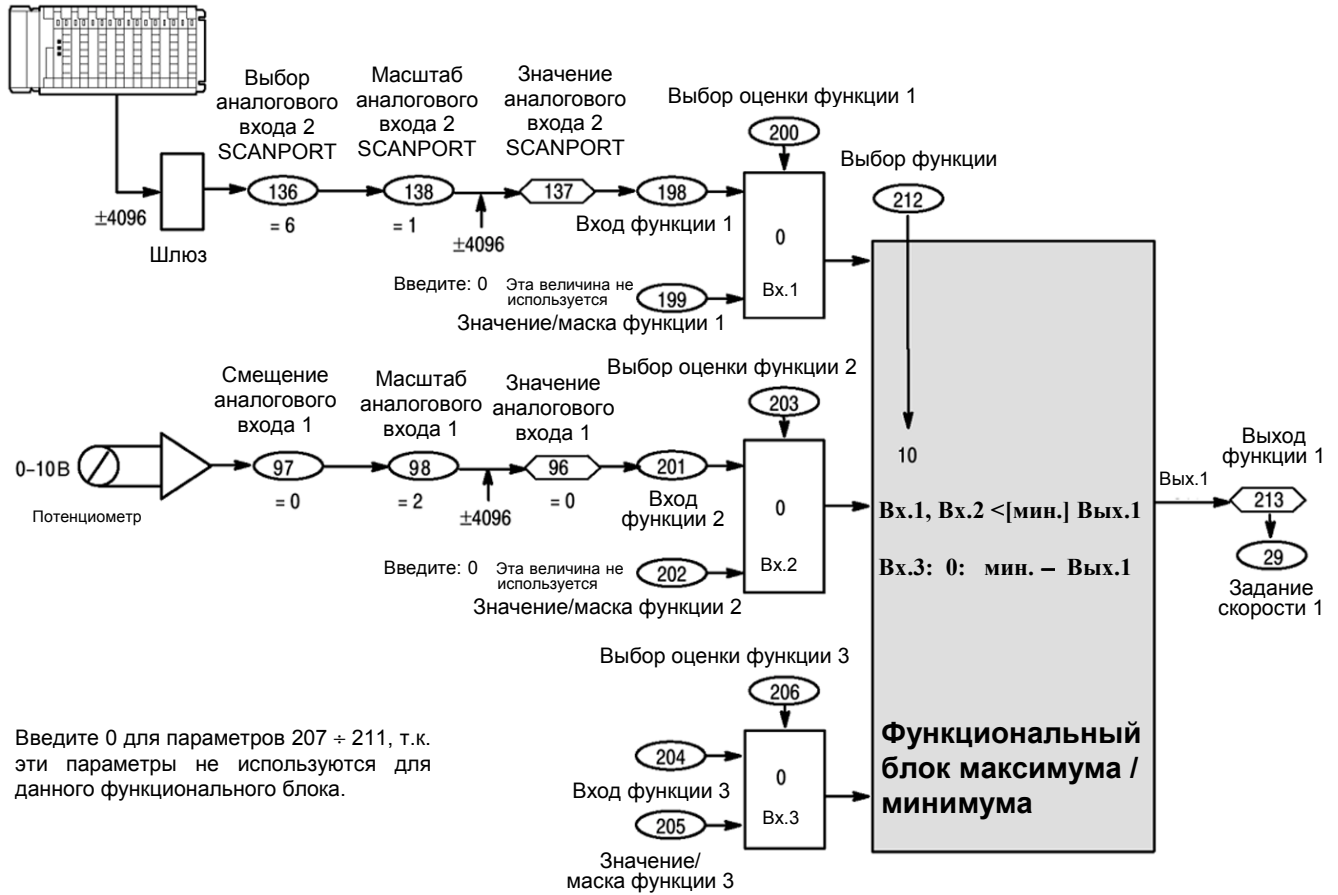 Выбор
аналогового
входа 2
SCANPORT
Масштаб
аналогового
входа 2
SCANPORT
Значение
аналогового
входа 2
SCANPORT
Выбор оценки функции 1
200
Выбор функции
212
±4096
Шлюз
136
= 6
138
= 1
±4096
137
198
Вход функции 1
0
Вх.1
Введите: 0
Эта величина не
используется
199
Значение/маска функции 1
Смещение
аналогового
входа 1
Масштаб
аналогового
входа 1
Значение
аналогового
входа 1
Выбор оценки функции 2
203
0–10В
Потенциометр
97
= 0
98
= 2
±4096
96
= 0
201
Вход
функции 2
0
Вх.2
Введите: 0
Эта величина не
используется
202
Значение/маска функции 2
10
Вх.1, Вх.2 <[мин.] Вых.1
Вх.3: 0: мин. – Вых.1
Вых.1
Выход
функции 1
213
29
Задание
скорости 1
Выбор оценки функции 3
206
204
Вход функции 3
205
Значение/
маска функции 3
0
Вх.3
Функциональный
блок максимума /
минимума
Введите 0 для параметров 207 ÷ 211, т.к.
эти параметры не используются для
данного функционального блока.